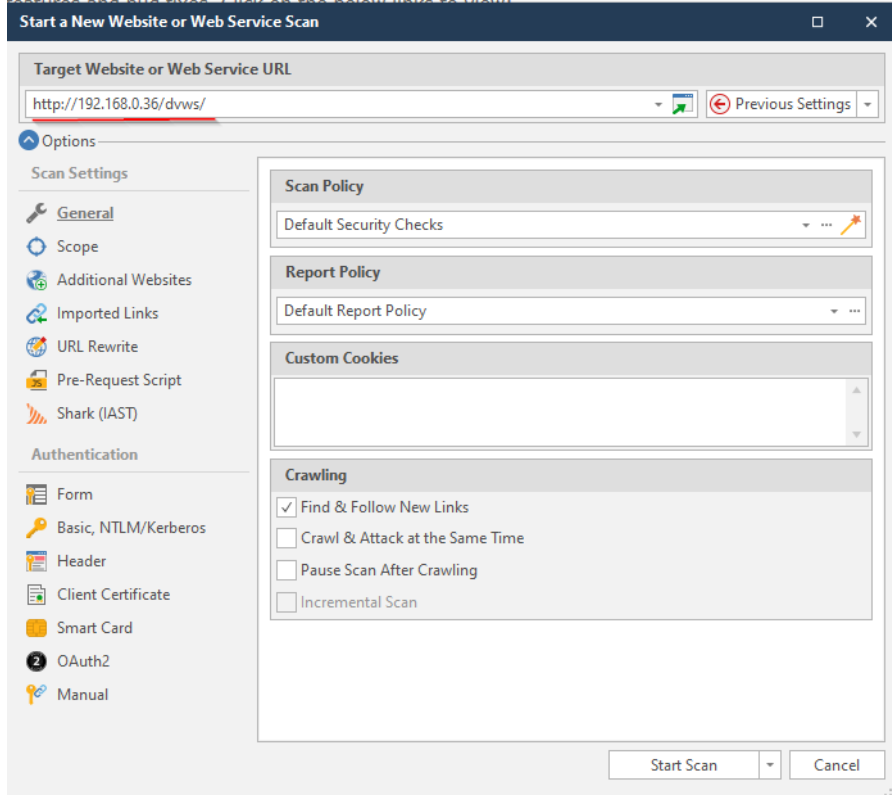 Start a New Website or Web Service Scan
Target Website or Web Service URL
http://192.168.0.36/dvws/
Previous Settings
Options
Scan Settings
General
Scope
Additional Websites
Imported Links
URL Rewrite
JS
Pre-Request Script
Shark (IAST)
Authentication
Form
Basic, NTLM/Kerberos
Header
Client Certificate
Smart Card
2
OAuth2
Manual
Scan Policy
Default Security Checks
...
Report Policy
Default Report Policy
...
Custom Cookies
Crawling
Find & Follow New Links
Crawl & Attack at the Same Time
Pause Scan After Crawling
Incremental Scan
Start Scan
Cancel